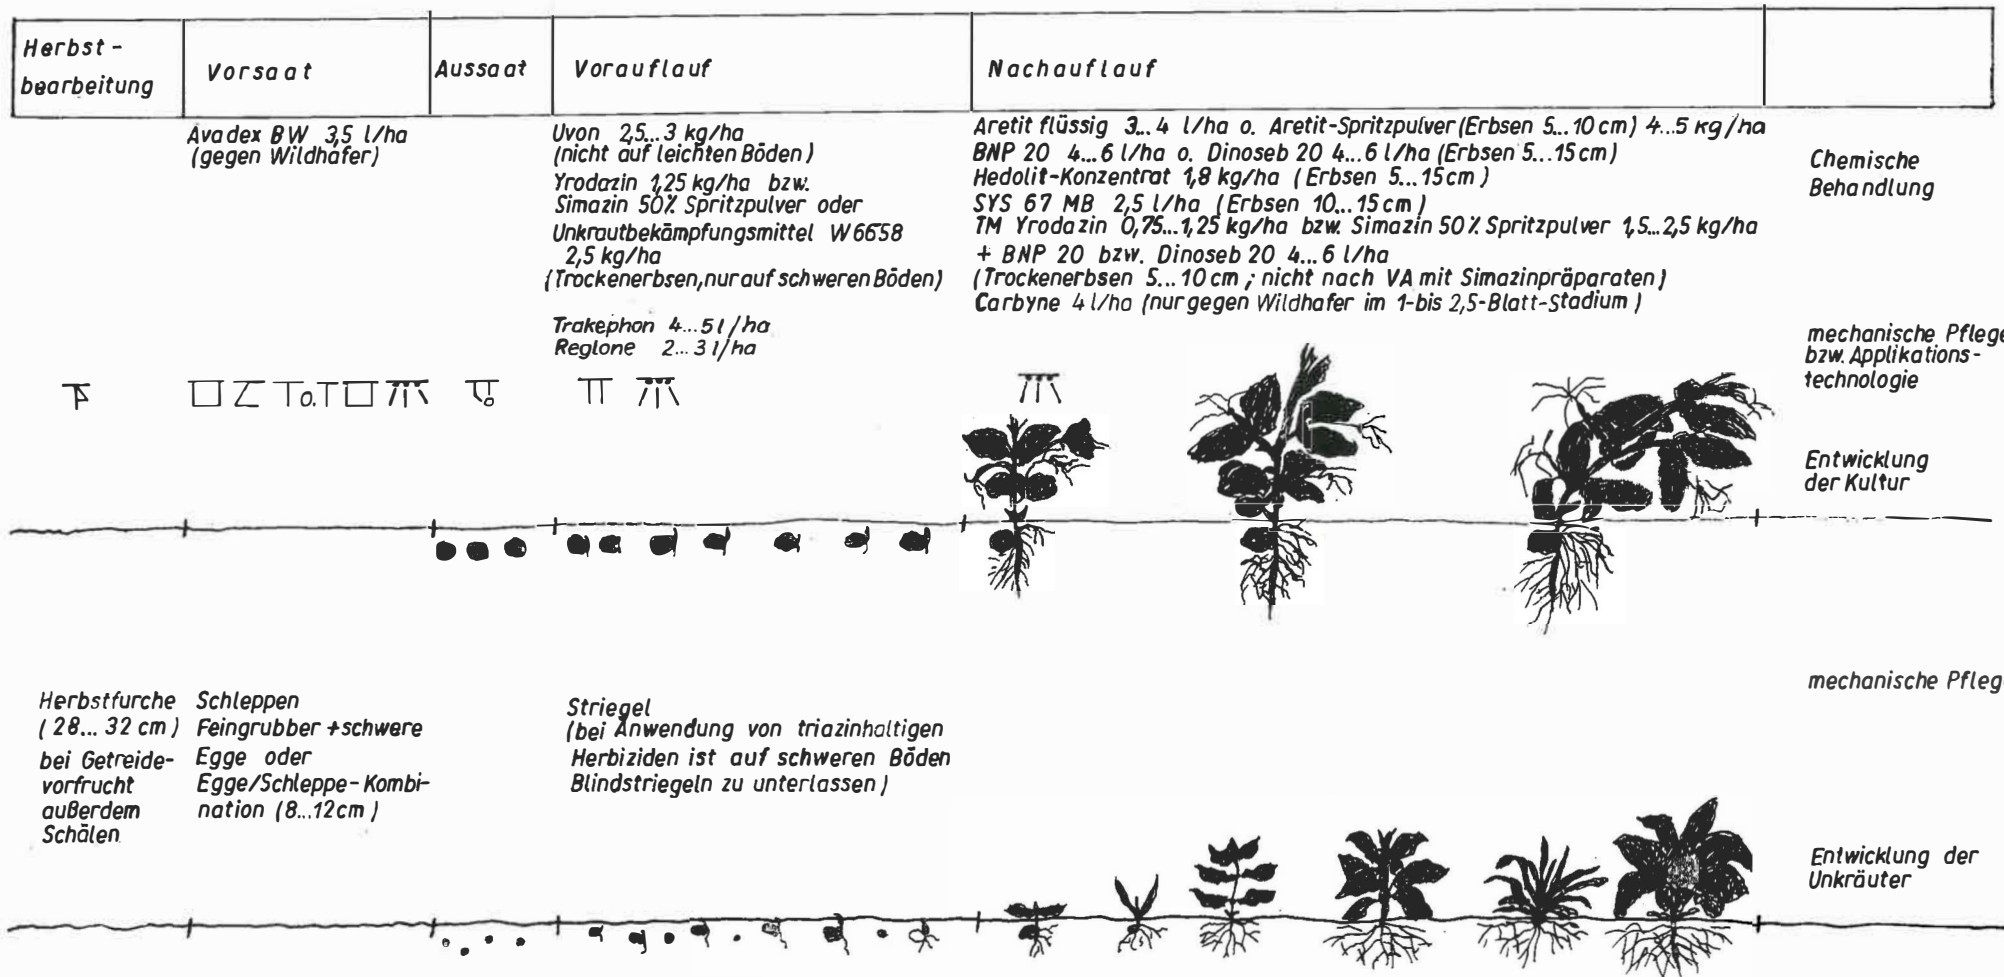 Herbst-
bearbeitung
Vorsaat
Aussaat
Vorauflauf
Nachauflauf
Avadex BW 3,5 l/ha
(gegen Wildhafer)
Uvon 2,5...3 kg/ha
(nicht auf leichten Böden)
Yrodazin 1,25 kg/ha bzw.
Simazin 50% Spritzpulver oder
Unkrautbekämpfungsmittel W6658
2,5 kg/ha
(Trockenerbsen, nur auf schweren Böden)
Trakephon 4...5 l/ha
Reglone 2...3 l/ha
Aretit flüssig 3...4 l/ha o. Aretit-Spritzpulver (Erbsen 5...10 cm) 4...5 kg/ha
BNP 20 4...6 l/ha o. Dinoseb 20 4...6 l/ha (Erbsen 5...15 cm)
Hedolit-Konzentrat 1,8 kg/ha (Erbsen 5...15 cm)
SYS 67 MB 2,5 l/ha (Erbsen 10...15 cm)
TM Yrodazin 0,75...1,25 kg/ha bzw. Simazin 50% Spritzpulver 1,5...2,5 kg/ha
+ BNP 20 bzw. Dinoseb 20 4...6 l/ha
(Trockenerbsen 5...10 cm; nicht nach VA mit Simazinpräparaten)
Carbyne 4 l/ha (nur gegen Wildhafer im 1- bis 2,5-Blatt-Stadium)
Chemische
Behandlung
mechanische Pflege
bzw. Applikations-
technologie
o.
Entwicklung
der Kultur
Herbstfurche
(28...32 cm)
bei Getreide-
vorfrucht
außerdem
Schälen
Schleppen
Feingrubber + schwere
Egge oder
Egge/Schleppe-Kombi-
nation (8...12 cm)
Striegel
(bei Anwendung von triazinhaltigen
Herbiziden ist auf schweren Böden
Blindstriegeln zu unterlassen)
mechanische Pfleg
Entwicklung der
Unkräuter